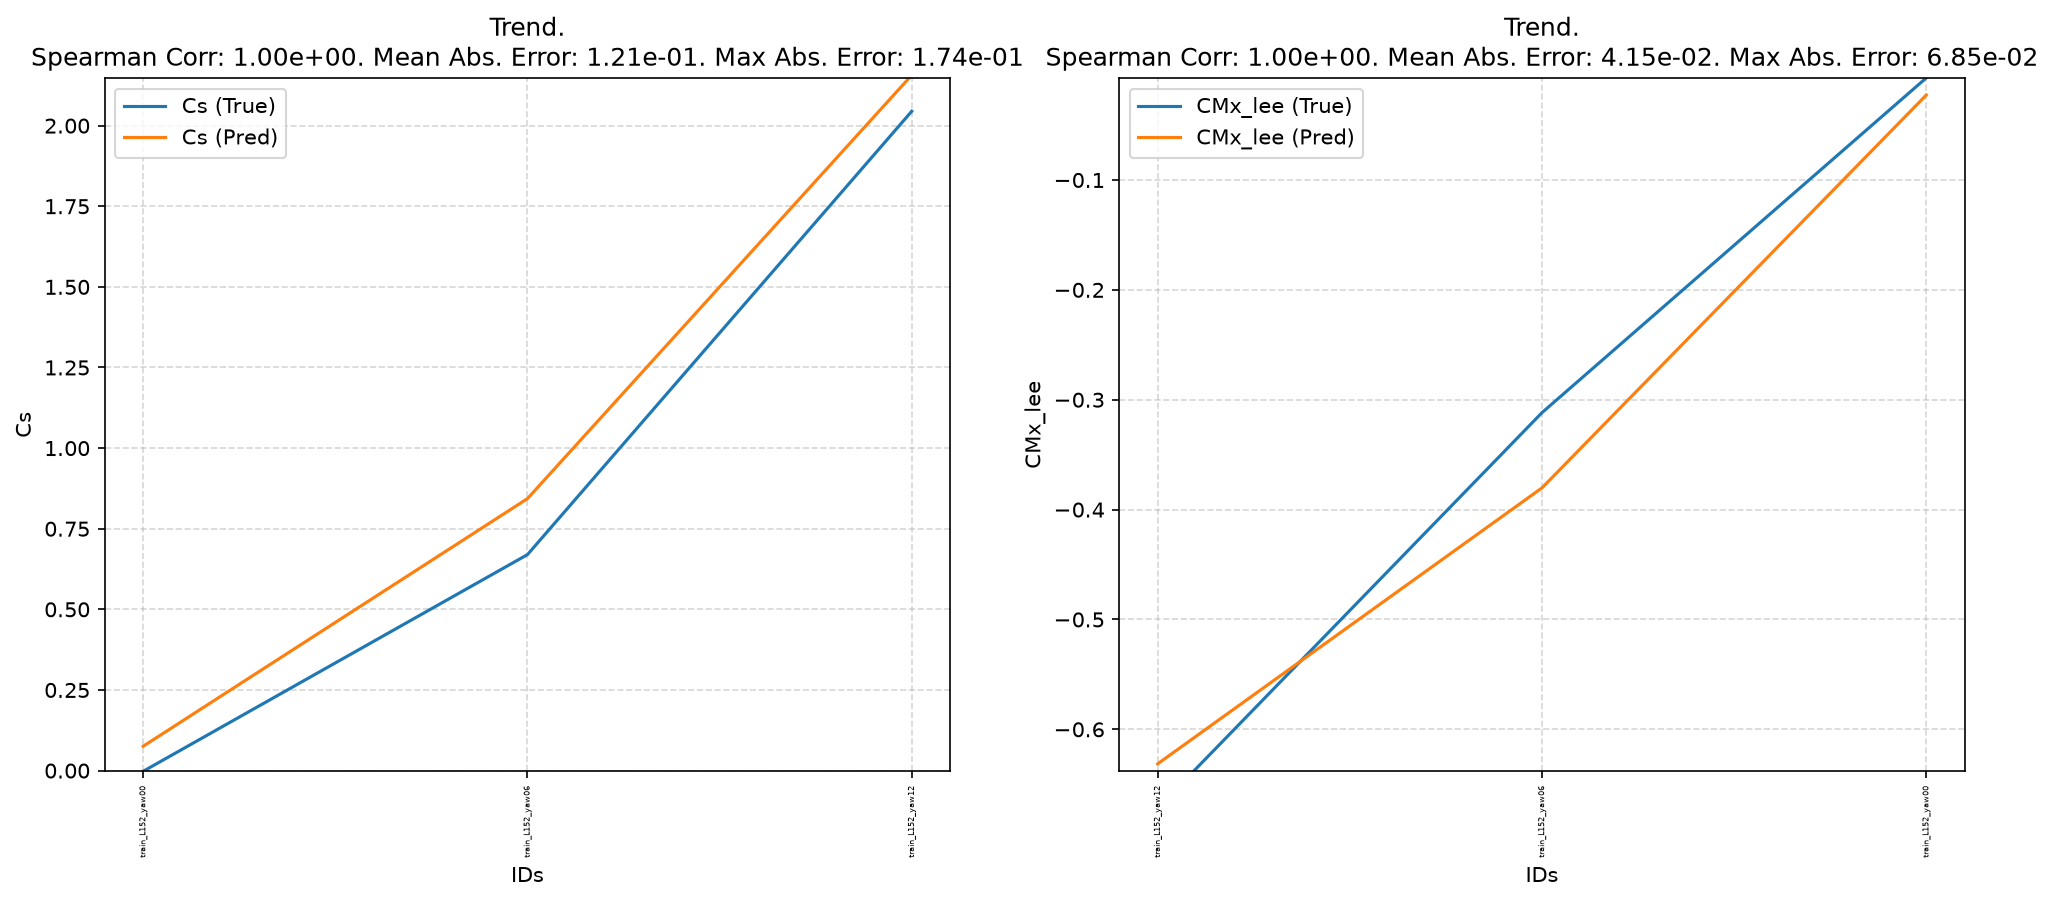 Trend.
Spearman Corr: 1.00e+00. Mean Abs. Error: 1.21e-01. Max Abs. Error: 1.74e-01
Cs (True)
Cs (Pred)
2.00
1.75
1.50
1.25
1.00
0.75
0.50
0.25
0.00
Cs
train_L152_yaw00
train_L152_yaw06
train_L152_yaw12
IDs
Trend.
Spearman Corr: 1.00e+00. Mean Abs. Error: 4.15e-02. Max Abs. Error: 6.85e-02
CMx_lee (True)
CMx_lee (Pred)
−0.1
−0.2
−0.3
−0.4
−0.5
−0.6
CMx_lee
train_L152_yaw12
train_L152_yaw06
train_L152_yaw00
IDs